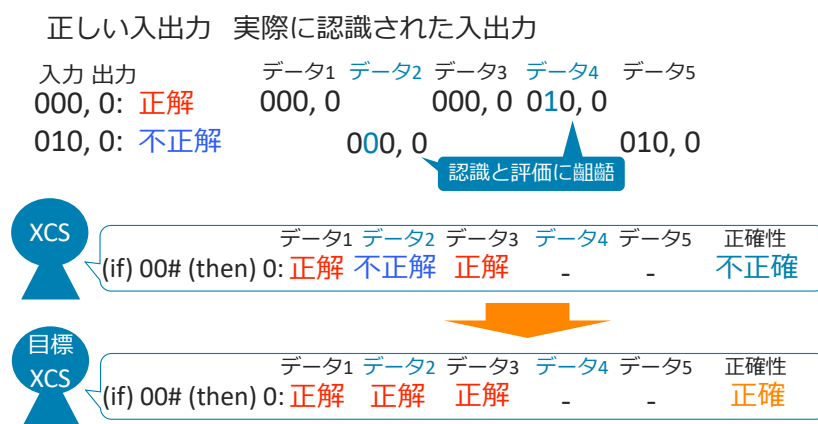 正しい入出力 実際に認識された入出力
入力 出力 データ1 データ2 データ3 データ4 データ5
000, 0: 正解 000, 0 000, 0 010, 0
010, 0: 不正解 000, 0 010, 0
認識と評価に齟齬
XCS
データ1 データ2 データ3 データ4 データ5 正確性
(if) 00# (then) 0: 正解 不正解 正解 - - 不正確
目標
XCS
データ1 データ2 データ3 データ4 データ5 正確性
(if) 00# (then) 0: 正解 正解 正解 - - 正確